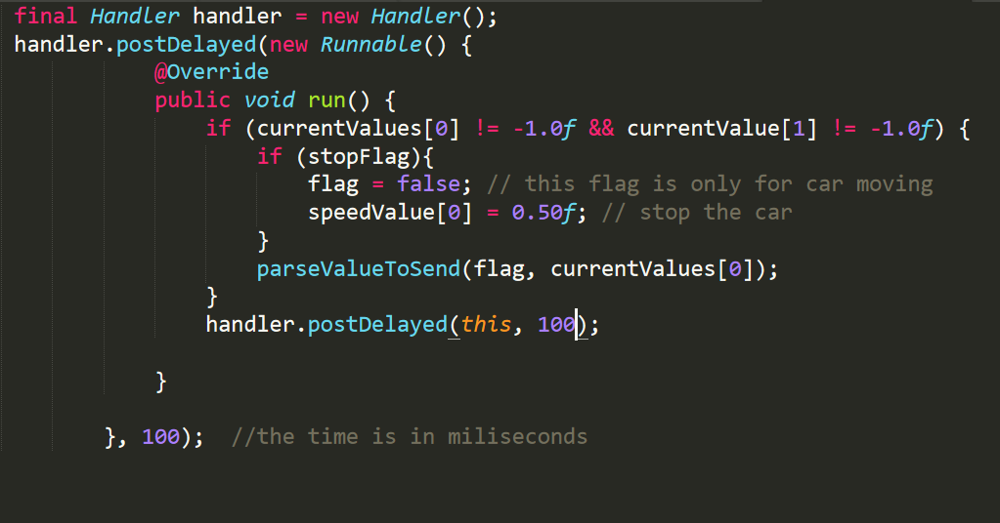 final Handler handler = new Handler();
handler.postDelayed(new Runnable() {
@Override
public void run() {
if (currentValues[0] != -1.0f && currentValue[1] != -1.0f) {
if (stopFlag){
flag = false; // this flag is only for car moving
speedValue[0] = 0.50f; // stop the car
}
parseValueToSend(flag, currentValues[0]);
}
handler.postDelayed(this, 100);
}
}, 100);  //the time is in miliseconds